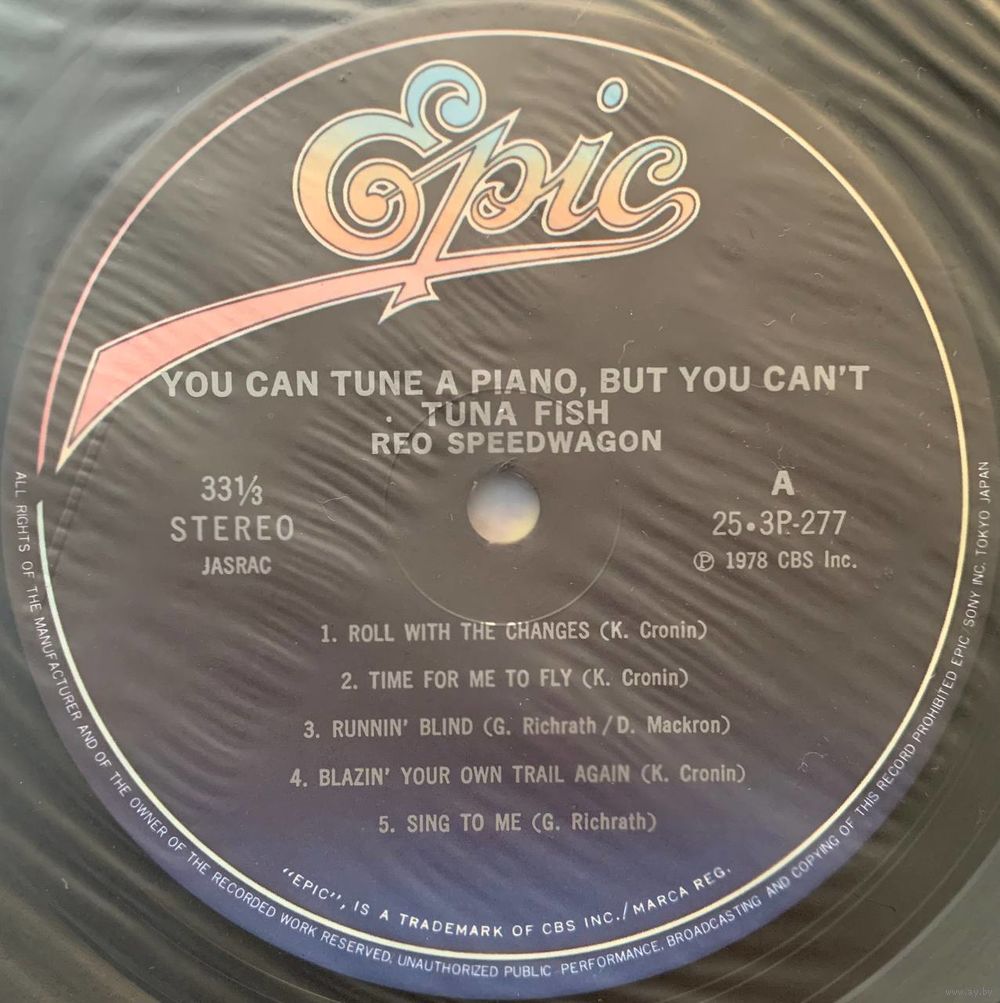 Epic
YOU CAN TUNE A PIANO, BUT YOU CAN'T
TUNA FISH
REO SPEEDWAGON
33⅓
STEREO
JASRAC
A
25•3P-277
Ⓟ 1978 CBS Inc.
1. ROLL WITH THE CHANGES (K. Cronin)
2. TIME FOR ME TO FLY (K. Cronin)
3. RUNNIN' BLIND (G. Richrath / D. Mackron)
4. BLAZIN' YOUR OWN TRAIL AGAIN (K. Cronin)
5. SING TO ME (G. Richrath)
"EPIC", IS A TRADEMARK OF CBS INC./MARCA REG.
ALL RIGHTS OF THE MANUFACTURER AND OF THE OWNER OF THE RECORDED WORK RESERVED. UNAUTHORIZED PUBLIC PERFORMANCE, BROADCASTING AND COPYING OF THIS RECORD PROHIBITED EPIC/SONY INC. TOKYO JAPAN
www.ay.by